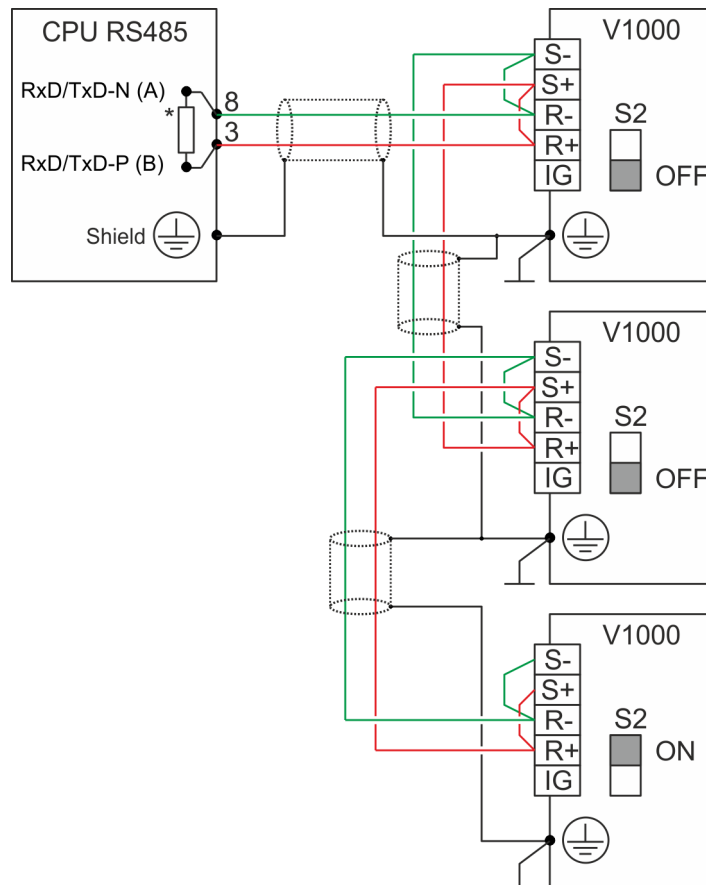 CPU RS485
RxD/TxD-N (A)
8
*
3
RxD/TxD-P (B)
Shield
V1000
S-
S+
R-
R+
IG
S2
OFF
V1000
S-
S+
R-
R+
IG
S2
OFF
V1000
S-
S+
R-
R+
IG
S2
ON